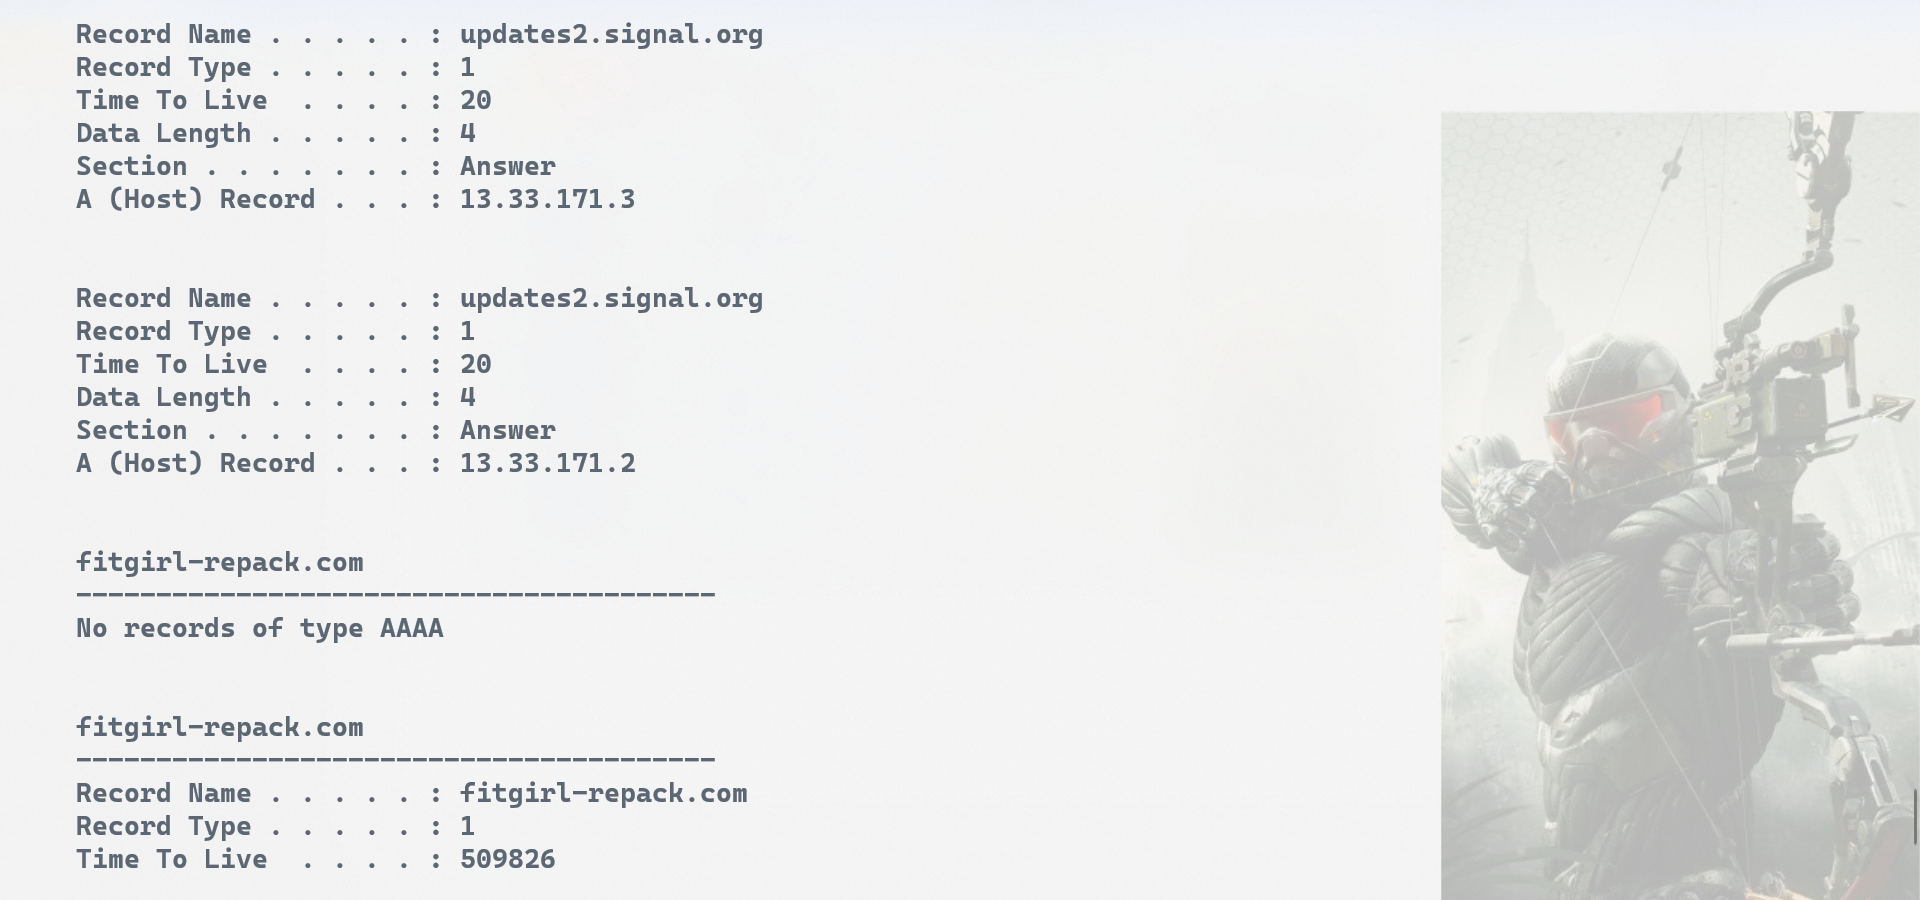 Record Name . . . . . : updates2.signal.org
Record Type . . . . . : 1
Time To Live  . . . . : 20
Data Length . . . . . : 4
Section . . . . . . . : Answer
A (Host) Record . . . : 13.33.171.3
Record Name . . . . . : updates2.signal.org
Record Type . . . . . : 1
Time To Live  . . . . : 20
Data Length . . . . . : 4
Section . . . . . . . : Answer
A (Host) Record . . . : 13.33.171.2
fitgirl-repack.com
----------------------------------------
No records of type AAAA
fitgirl-repack.com
----------------------------------------
Record Name . . . . . : fitgirl-repack.com
Record Type . . . . . : 1
Time To Live  . . . . : 509826